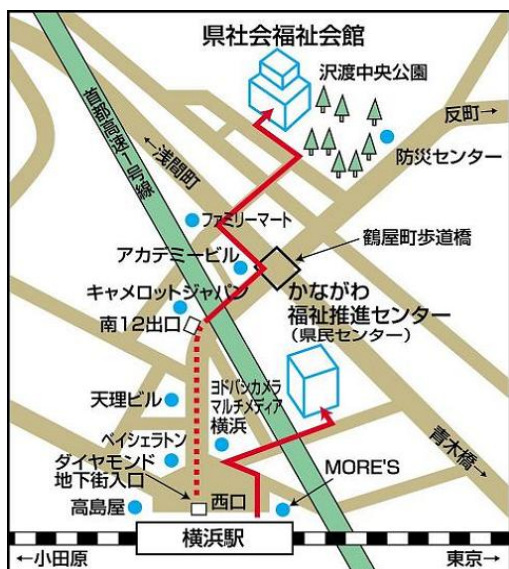 県社会福祉会館
沢渡中央公園
反町→
防災センター
首都高速1号線
←浅間町
ファミリーマート
鶴屋町歩道橋
アカデミービル
キャメロットジャパン
かながわ
福祉推進センター
(県民センター)
南12出口
天理ビル
ヨドバシカメラ
マルチメディア
横浜
青木橋→
ベイシェラトン
ダイヤモンド
地下街入口
MORE'S
高島屋
西口
横浜駅
←小田原
東京→